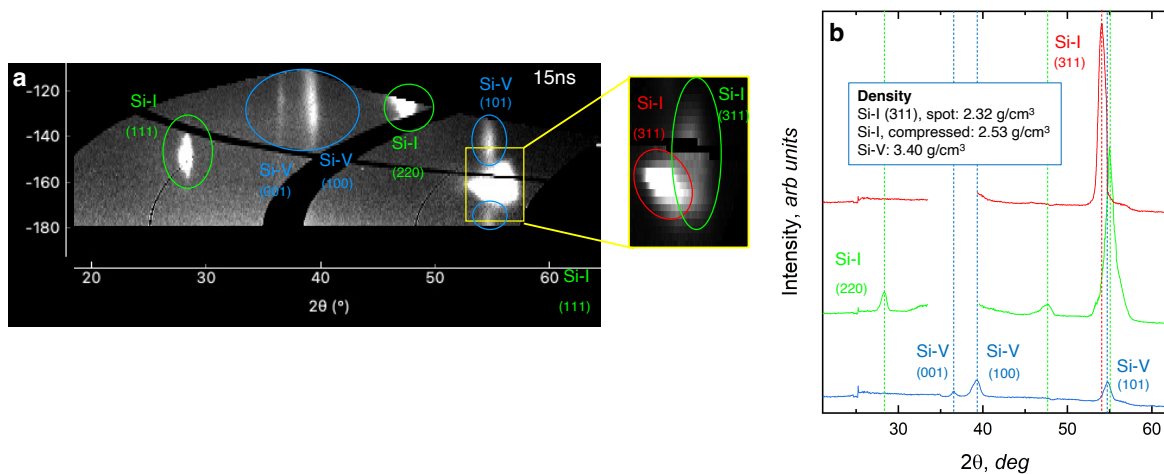 a
15ns
-120
-140
-160
-180
Si-I
(111)
Si-V
(001)
Si-V
(100)
Si-I
(220)
Si-V
(101)
20
30
40
50
60
2θ (°)
Si-I
(111)
Si-I
(311)
Si-I
(311)
b
Si-I
(311)
Density
Si-I (311), spot: 2.32 g/cm³
Si-I, compressed: 2.53 g/cm³
Si-V: 3.40 g/cm³
Si-I
(220)
Si-V
(001)
Si-V
(100)
Si-V
(101)
Intensity, arb units
30
40
50
60
2θ, deg